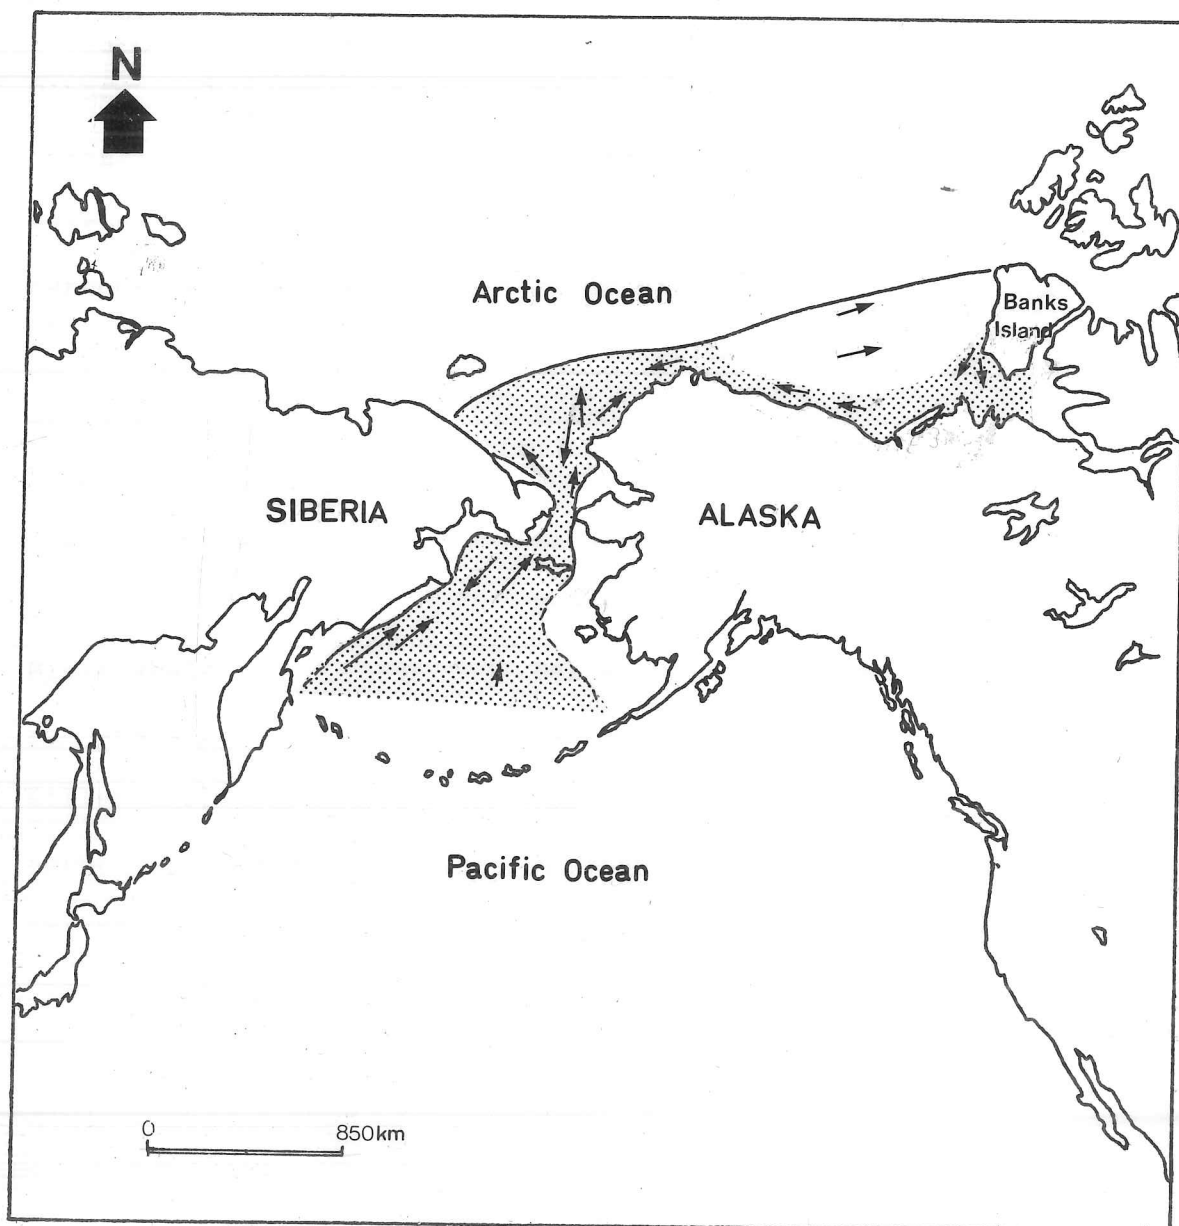 N
Arctic Ocean
Banks
Island
SIBERIA
ALASKA
Pacific Ocean
0
850km